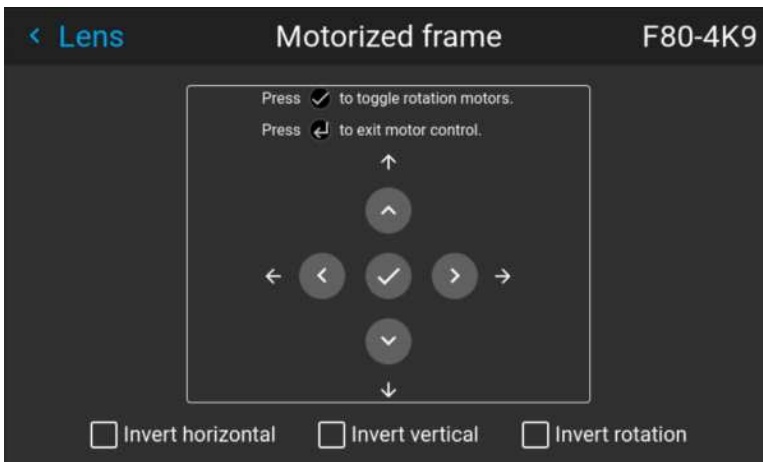 Lens Motorized frame F80-4K9
Press to toggle rotation motors.
Press to exit motor control.
Invert horizontal Invert vertical Invert rotation